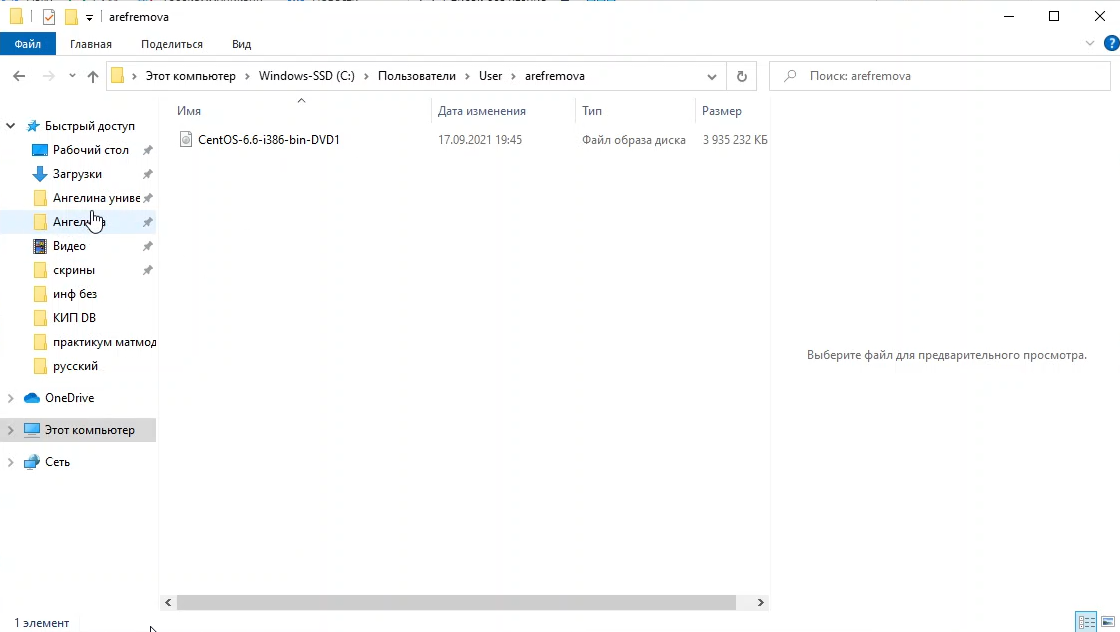 arefremova
Файл Главная Поделиться Вид
Этот компьютер Windows-SSD (C:) Пользователи User arefremova
Поиск: arefremova
Имя Дата изменения Тип Размер
CentOS-6.6-i386-bin-DVD1 17.09.2021 19:45 Файл образа диска 3 935 232 КБ
Быстрый доступ
Рабочий стол
Загрузки
Ангелина униве
Видео
скрины
инф без
КИП DB
практикум матмод
русский
OneDrive
Этот компьютер
Сеть
Выберите файл для предварительного просмотра.
1 элемент